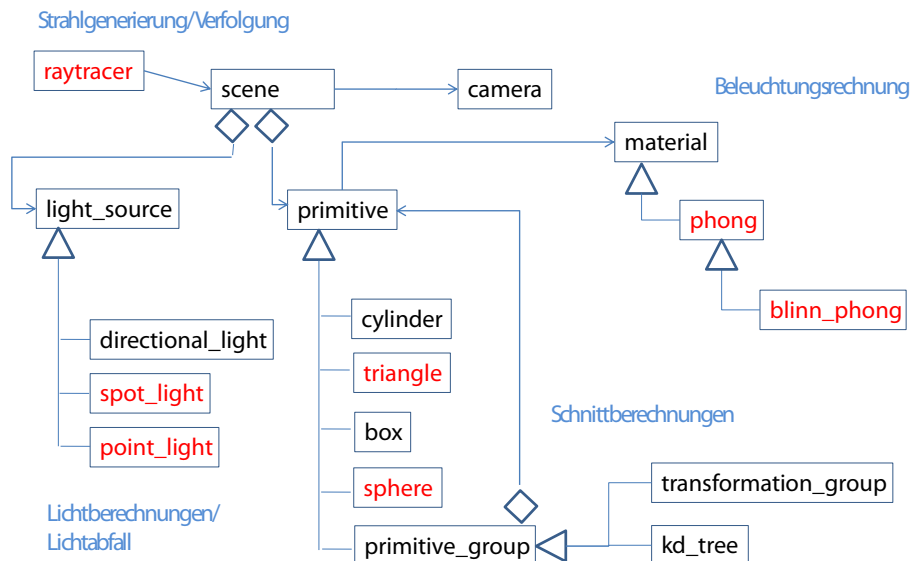 Strahlgenerierung/Verfolgung
raytracer
scene
camera
Beleuchtungsrechnung
material
light_source
primitive
phong
blinn_phong
cylinder
directional_light
triangle
spot_light
Schnittberechnungen
box
point_light
sphere
transformation_group
Lichtberechnungen/
Lichtabfall
primitive_group
kd_tree